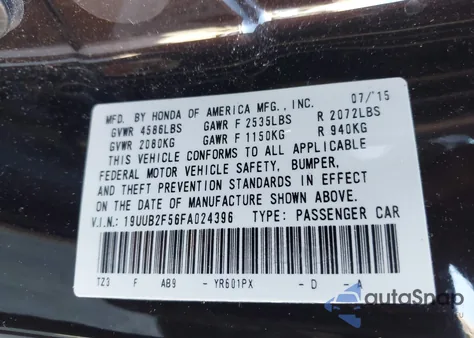 MFD. BY HONDA OF AMERICA MFG., INC. 07/15
GVWR 4586LBS GAWR F 2535LBS R 2072LBS
GVWR 2080KG GAWR F 1150KG R 940KG
THIS VEHICLE CONFORMS TO ALL APPLICABLE
FEDERAL MOTOR VEHICLE SAFETY, BUMPER,
AND THEFT PREVENTION STANDARDS IN EFFECT
ON THE DATE OF MANUFACTURE SHOWN ABOVE.
V.I.N.: 19UUB2F56FA024396 TYPE: PASSENGER CAR
TZ3 F AB9 - YR601PX - D - A
autoSnap